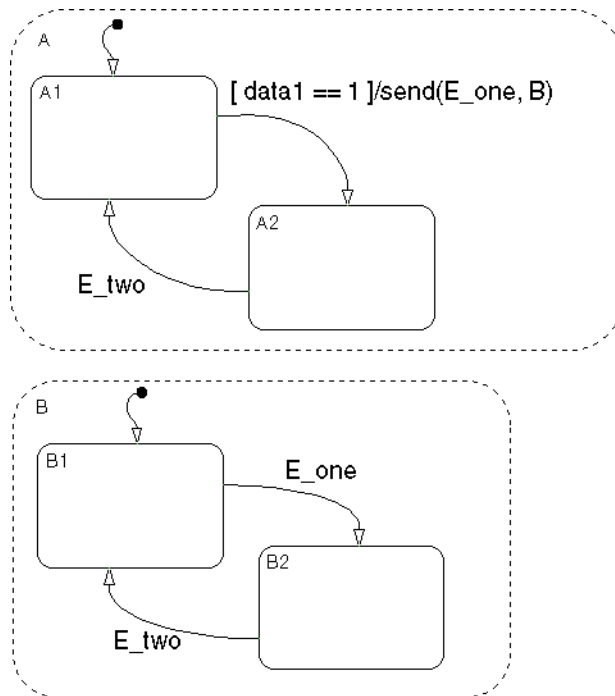 A
A1
[ data1 == 1 ]/send(E_one, B)
A2
E_two
B
B1
E_one
B2
E_two